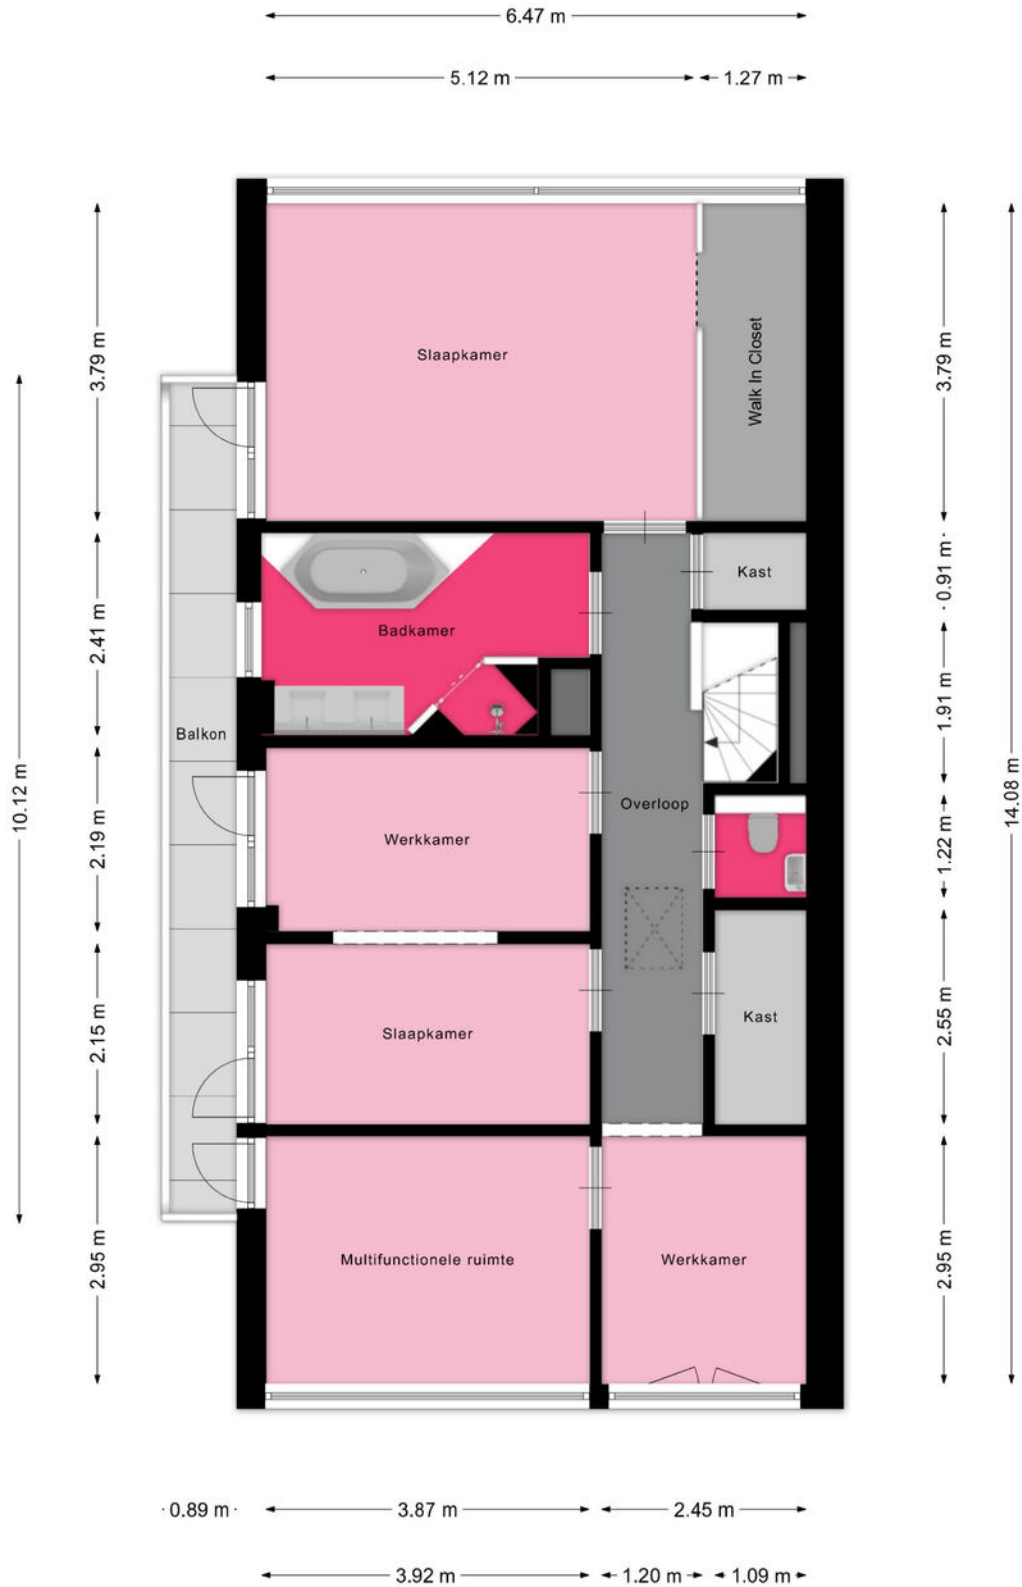 6.47 m
5.12 m
1.27 m
3.79 m
3.79 m
Slaapkamer
Walk In Closet
14.08 m
10.12 m
2.41 m
0.91 m
Kast
Badkamer
1.91 m
Balkon
Overloop
2.19 m
Werkkamer
1.22 m
2.15 m
Slaapkamer
Kast
2.55 m
2.95 m
Multifunctionele ruimte
Werkkamer
2.95 m
0.89 m
3.87 m
2.45 m
3.92 m
1.20 m
1.09 m